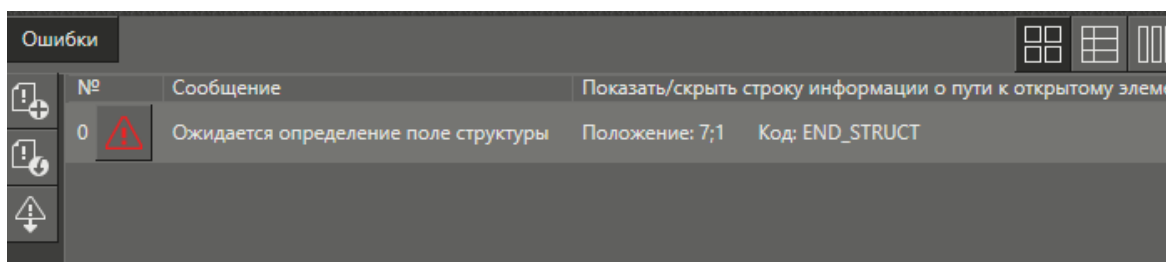 Ошибки
№ Сообщение Показать/скрыть строку информации о пути к открытому
0 Ожидается определение поле структуры Положение: 7;1 Код: END_STRUCT